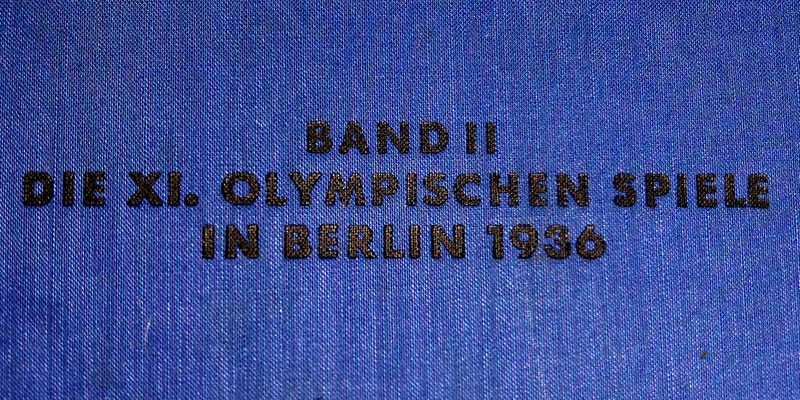 BAND II
DIE XI. OLYMPISCHEN SPIELE
IN BERLIN 1936